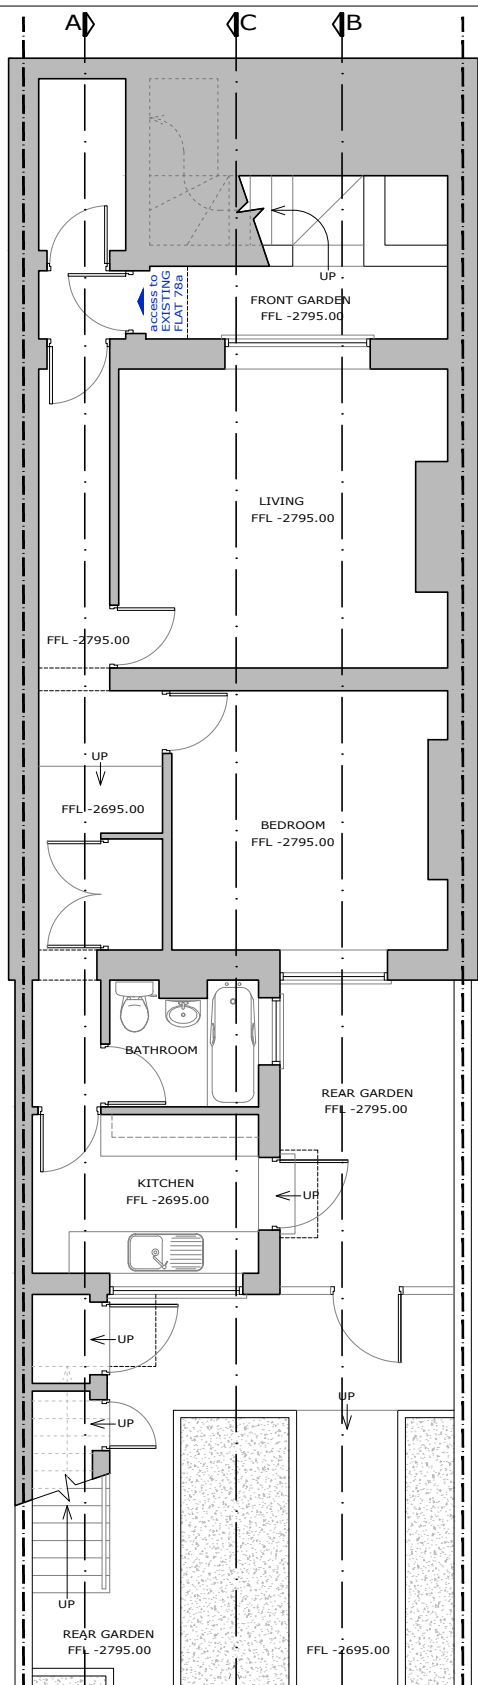 A
C
B
access to
EXISTING
FLAT 78a
UP
FRONT GARDEN
FFL -2795.00
LIVING
FFL -2795.00
FFL -2795.00
UP
FFL -2695.00
BEDROOM
FFL -2795.00
BATHROOM
REAR GARDEN
FFL -2795.00
KITCHEN
FFL -2695.00
UP
UP
UP
UP
UP
REAR GARDEN
FFL -2795.00
FFL -2695.00